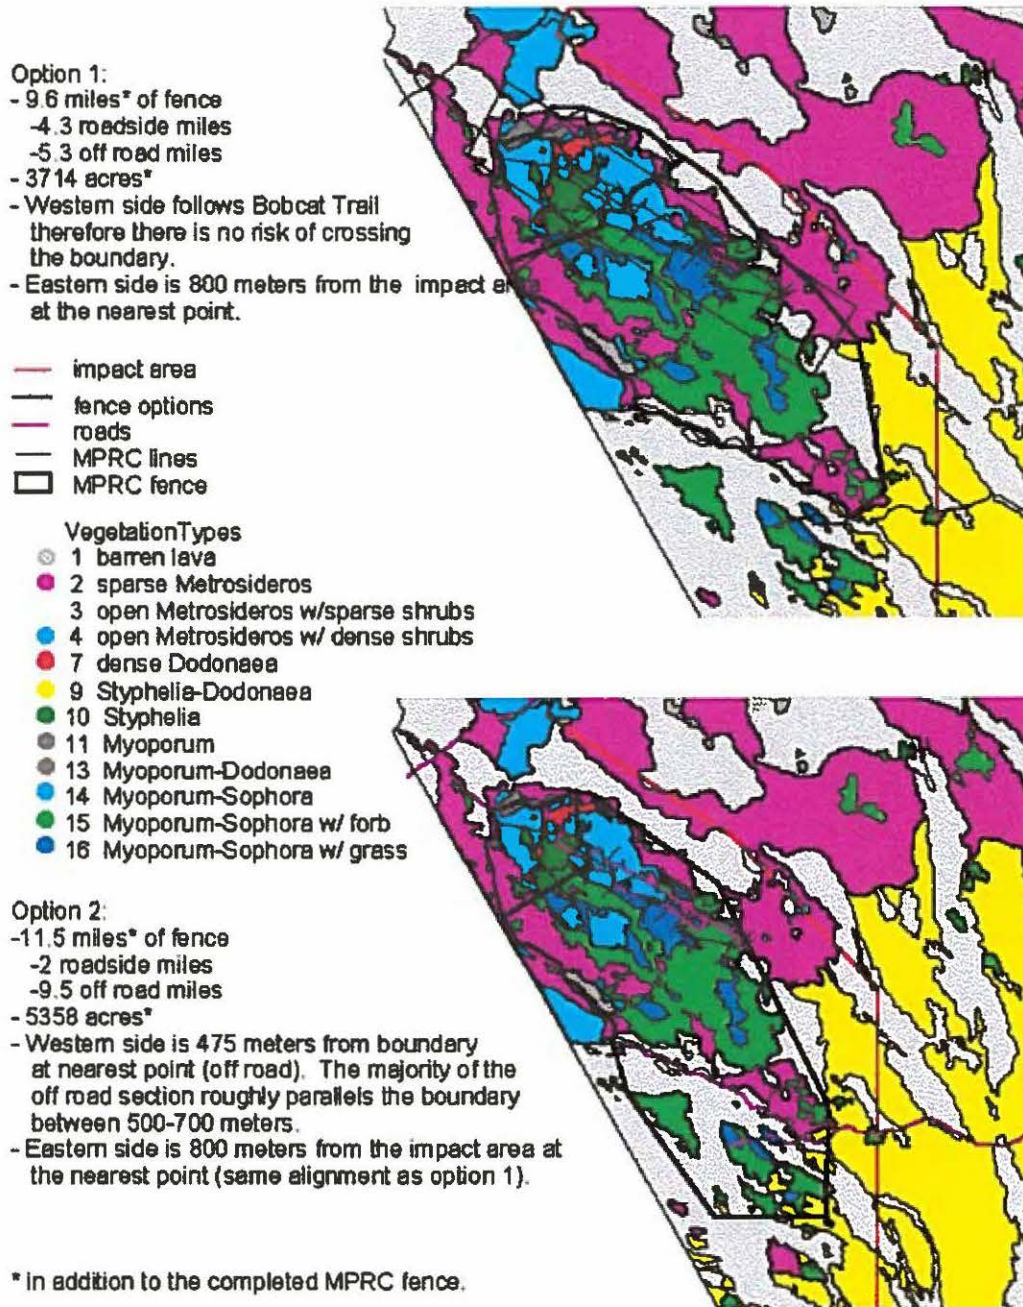 Option 1:
- 9.6 miles* of fence
-4.3 roadside miles
-5.3 off road miles
- 3714 acres*
- Western side follows Bobcat Trail
therefore there is no risk of crossing
the boundary.
- Eastern side is 800 meters from the impact area
at the nearest point.
impact area
fence options
roads
MPRC lines
MPRC fence
VegetationTypes
1 barren lava
2 sparse Metrosideros
3 open Metrosideros w/sparse shrubs
4 open Metrosideros w/ dense shrubs
7 dense Dodonaea
9 Styphelia-Dodonaea
10 Styphelia
11 Myoporum
13 Myoporum-Dodonaea
14 Myoporum-Sophora
15 Myoporum-Sophora w/ forb
16 Myoporum-Sophora w/ grass
Option 2:
-11.5 miles* of fence
-2 roadside miles
-9.5 off road miles
- 5358 acres*
- Western side is 475 meters from boundary
at nearest point (off road). The majority of the
off road section roughly parallels the boundary
between 500-700 meters.
- Eastern side is 800 meters from the impact area at
the nearest point (same alignment as option 1).
* in addition to the completed MPRC fence.